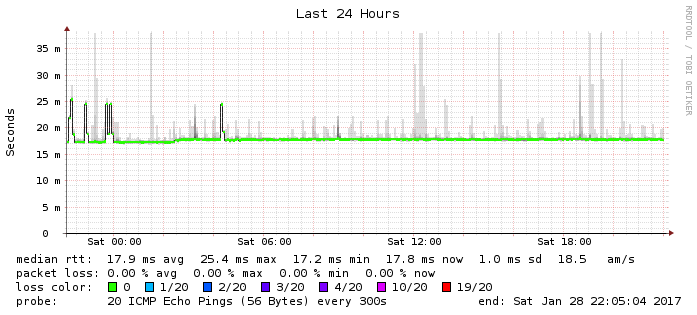 Last 24 Hours
RRDTOOL / TOBI OETIKER
Seconds
35 m
30 m
25 m
20 m
15 m
10 m
5 m
0
Sat 00:00 Sat 06:00 Sat 12:00 Sat 18:00
median rtt: 17.9 ms avg 25.4 ms max 17.2 ms min 17.8 ms now 1.0 ms sd 18.5 am/s
packet loss: 0.00 % avg 0.00 % max 0.00 % min 0.00 % now
loss color: 0 1/20 2/20 3/20 4/20 10/20 19/20
probe: 20 ICMP Echo Pings (56 Bytes) every 300s end: Sat Jan 28 22:05:04 2017